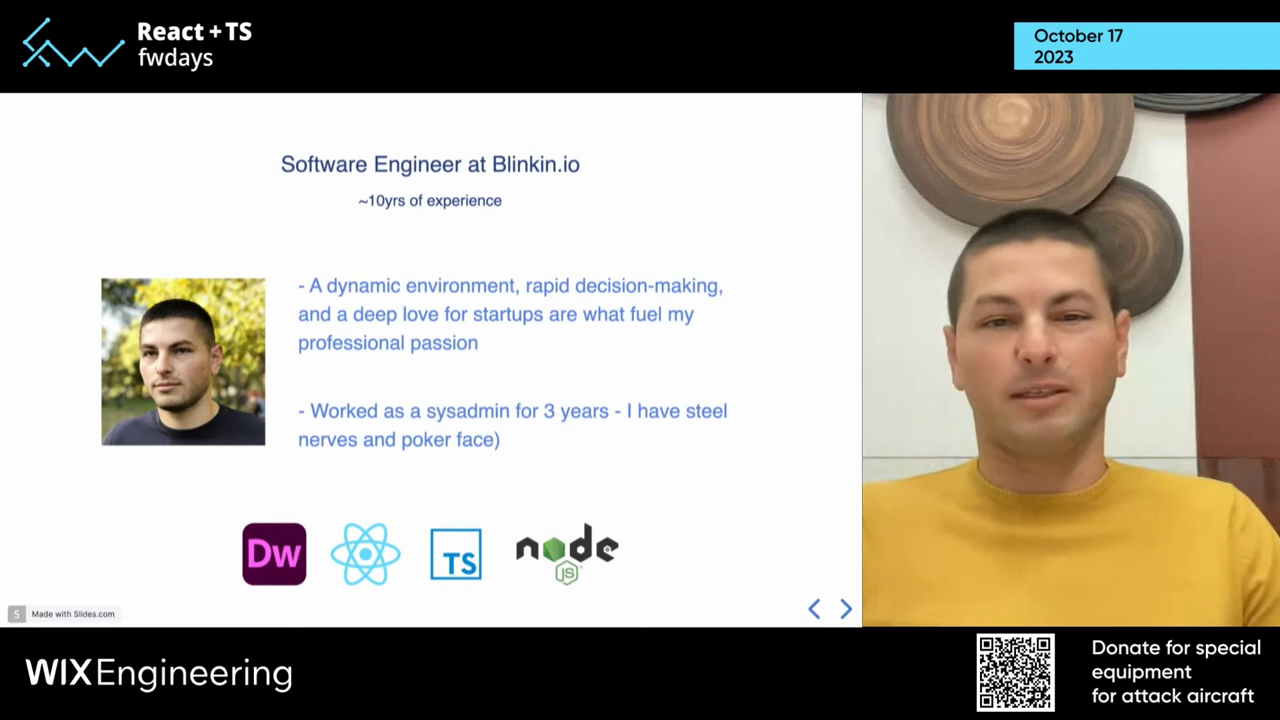 React + TS
fwdays
October 17
2023
Software Engineer at Blinkin.io
~10yrs of experience
- A dynamic environment, rapid decision-making,
and a deep love for startups are what fuel my
professional passion
- Worked as a sysadmin for 3 years - I have steel
nerves and poker face)
Dw
TS
node
JS
S
Made with Slides.com
WIXEngineering
Donate for special
equipment
for attack aircraft